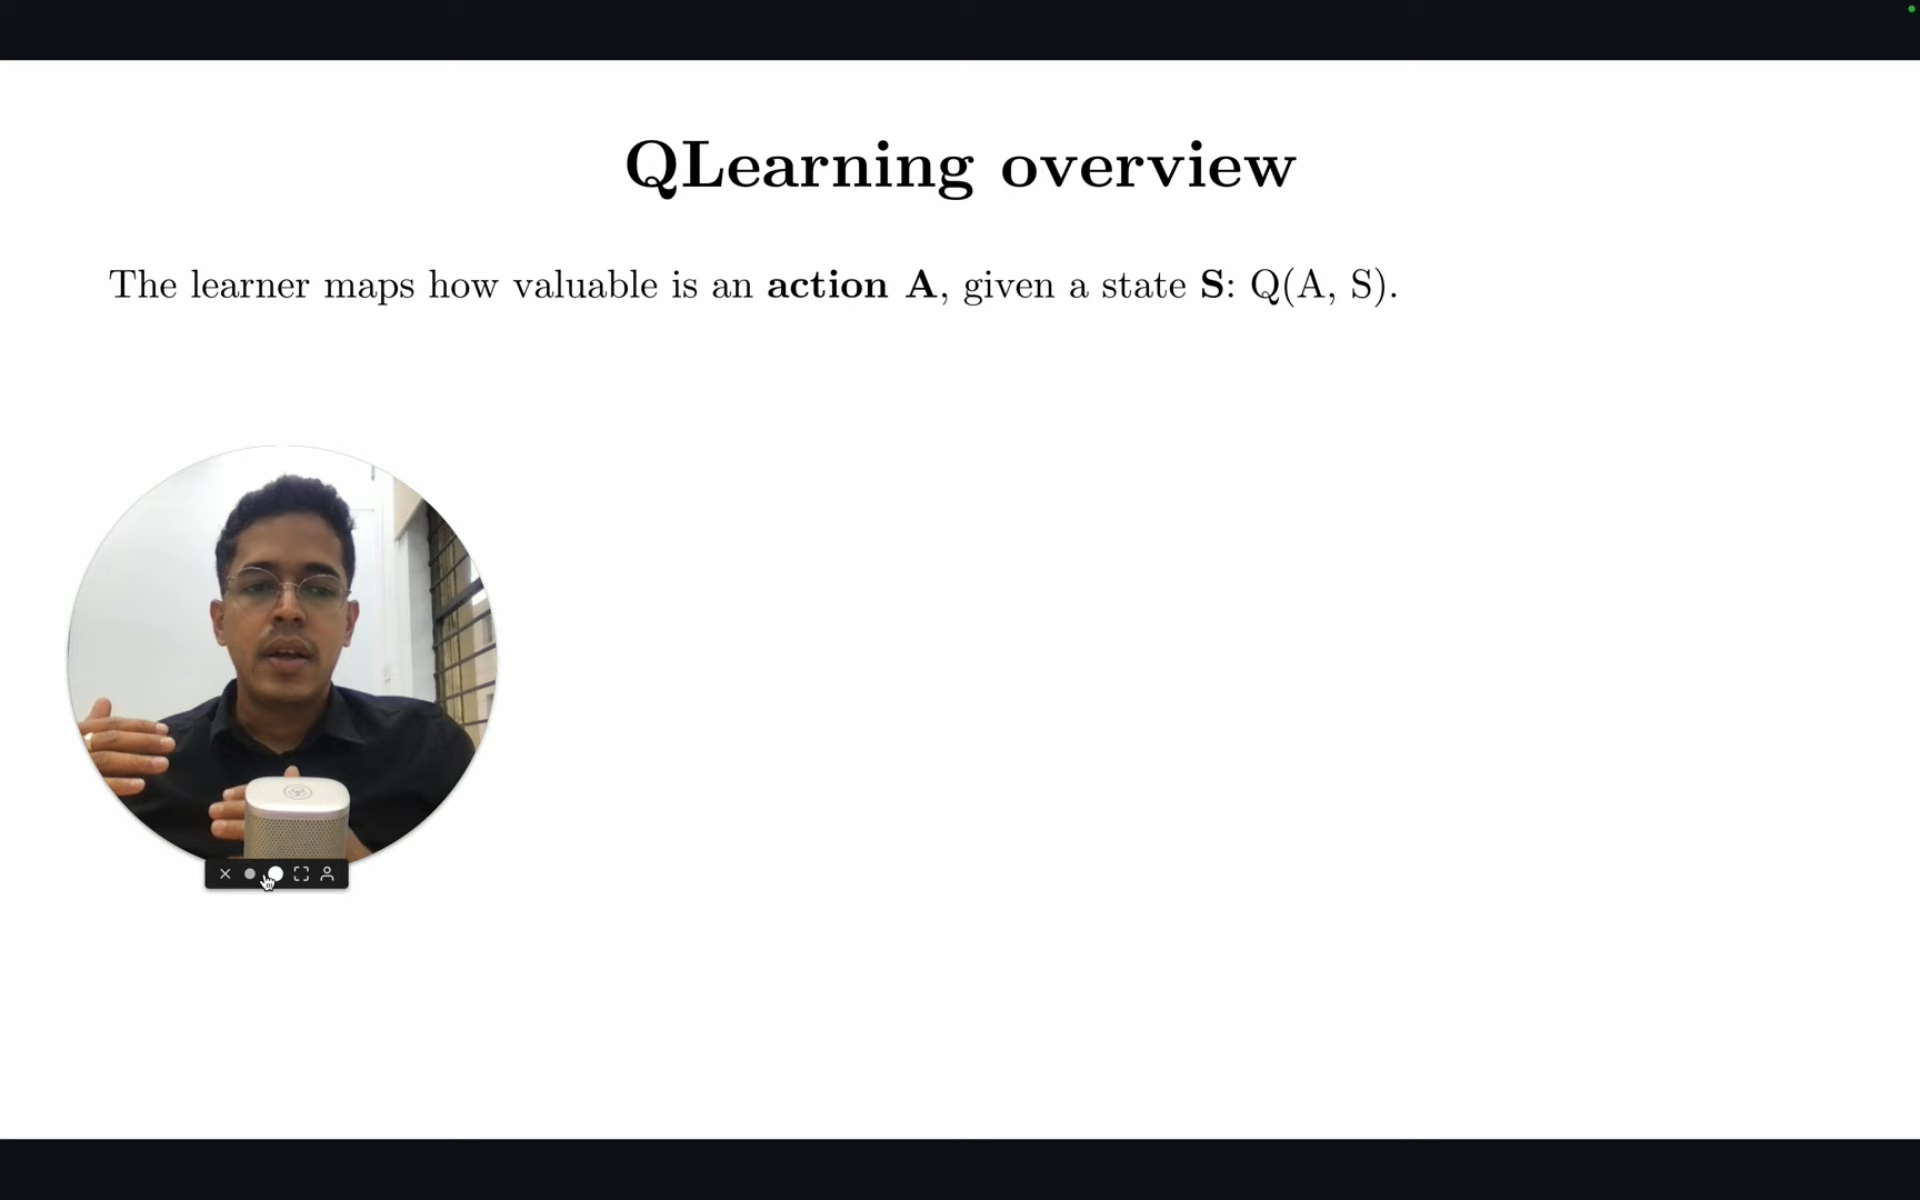 QLearning overview
The learner maps how valuable is an action A, given a state S: Q(A, S).